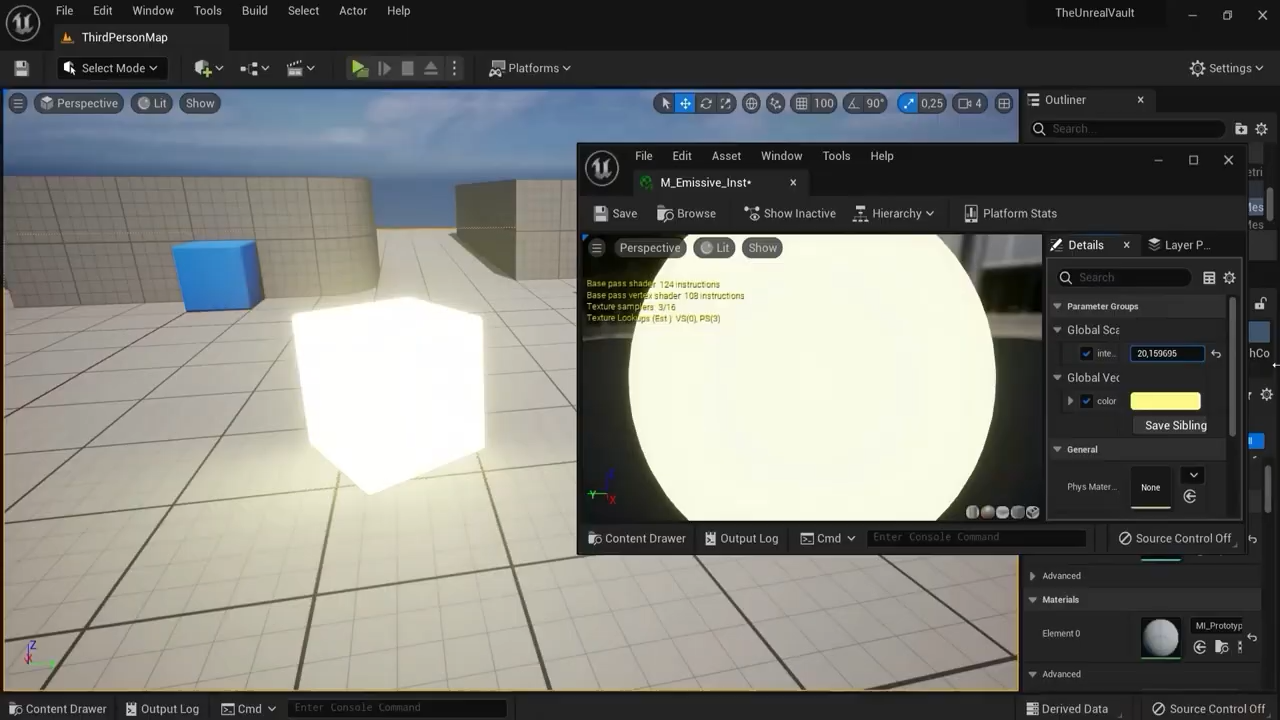 File Edit Window Tools Build Select Actor Help
TheUnrealVault
ThirdPersonMap
Select Mode
Platforms
Settings
Perspective Lit Show
100 90° 0,25 4
Outliner
Search...
File Edit Asset Window Tools Help
M_Emissive_Inst•
Save Browse Show Inactive Hierarchy Platform Stats
Perspective Lit Show
Base pass shader: 124 instructions
Base pass vertex shader: 108 instructions
Texture samplers: 3/16
Texture Lookups (Est.): VS(0), PS(3)
Details
Layer P...
Search
Parameter Groups
Global Sca
inte.. 20,159695
Global Vec
color
Save Sibling
General
Phys Mater... None
Content Drawer Output Log Cmd Enter Console Command Source Control Off
Advanced
Materials
Element 0 MI_Prototyp
Advanced
Content Drawer Output Log Cmd Enter Console Command Derived Data Source Control Off